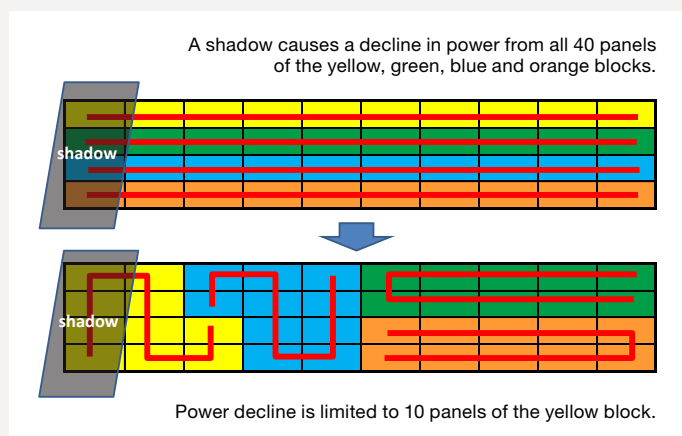 A shadow causes a decline in power from all 40 panels
of the yellow, green, blue and orange blocks.
shadow
shadow
Power decline is limited to 10 panels of the yellow block.